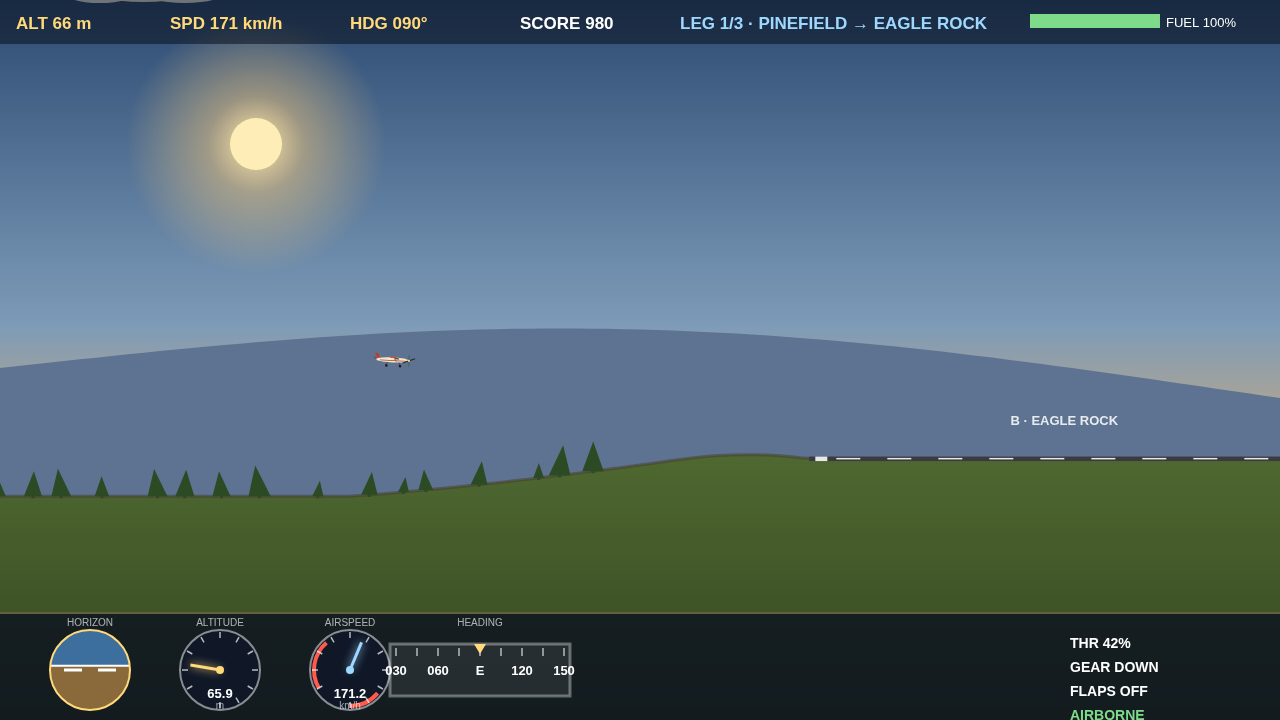 ALT 66 m
SPD 171 km/h
HDG 090°
SCORE 980
LEG 1/3 · PINEFIELD → EAGLE ROCK
FUEL 100%
B · EAGLE ROCK
HORIZON
ALTITUDE
65.9
m
AIRSPEED
171.2
km/h
HEADING
030 060 E 120 150
THR 42%
GEAR DOWN
FLAPS OFF
AIRBORNE